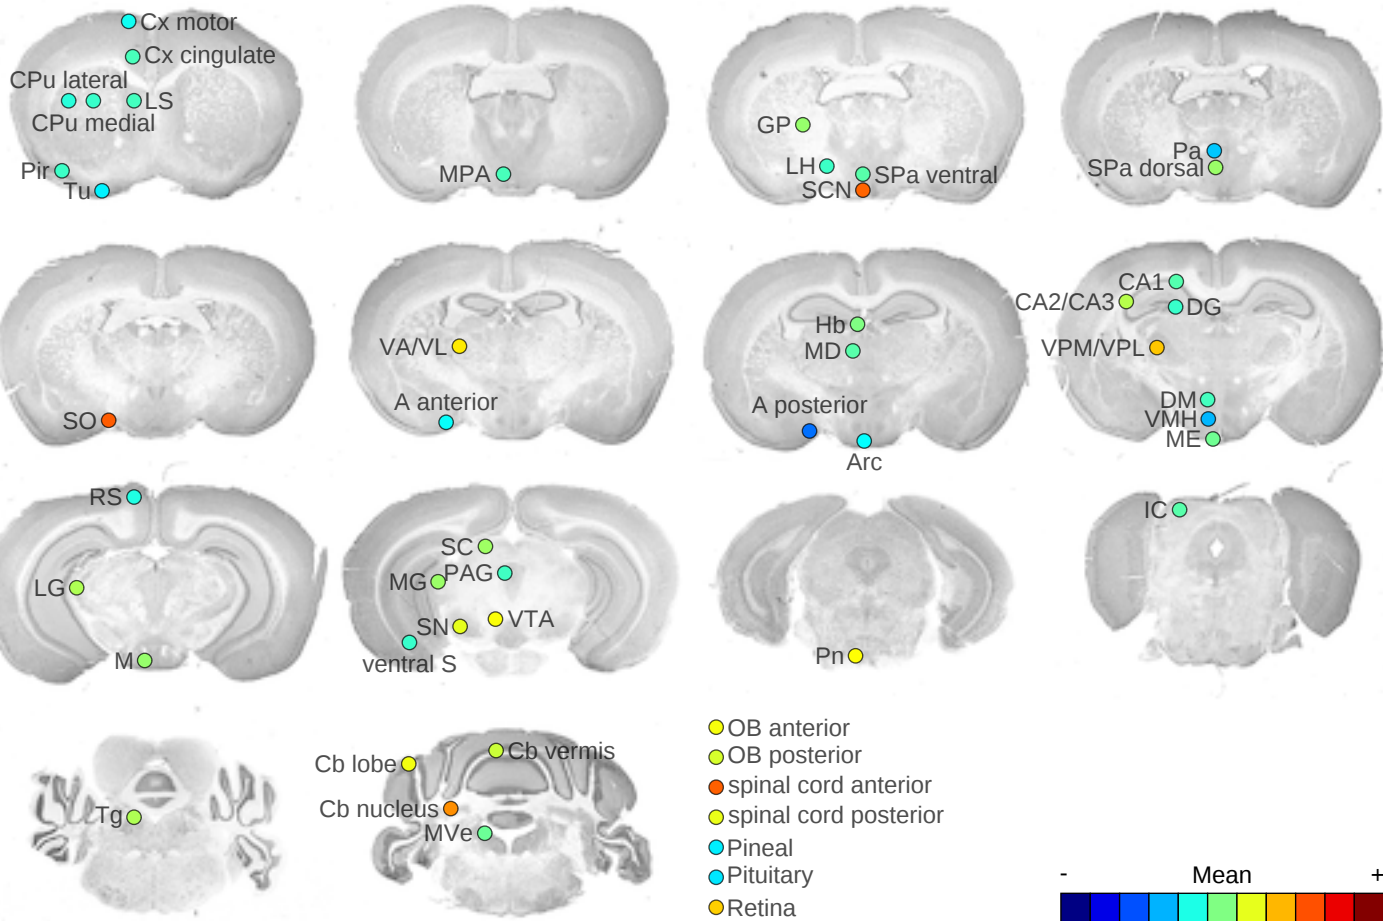 Cx motor
Cx cingulate
CPu lateral
LS
CPu medial
Pir
Tu
MPA
GP
LH
SPa ventral
SCN
Pa
SPa dorsal
SO
VA/VL
A anterior
Hb
MD
A posterior
Arc
CA1
CA2/CA3
DG
VPM/VPL
DM
VMH
ME
RS
LG
M
SC
PAG
MG
SN
VTA
ventral S
Pn
IC
Tg
Cb lobe
Cb vermis
Cb nucleus
MVe
OB anterior
OB posterior
spinal cord anterior
spinal cord posterior
Pineal
Pituitary
Retina
- Mean +